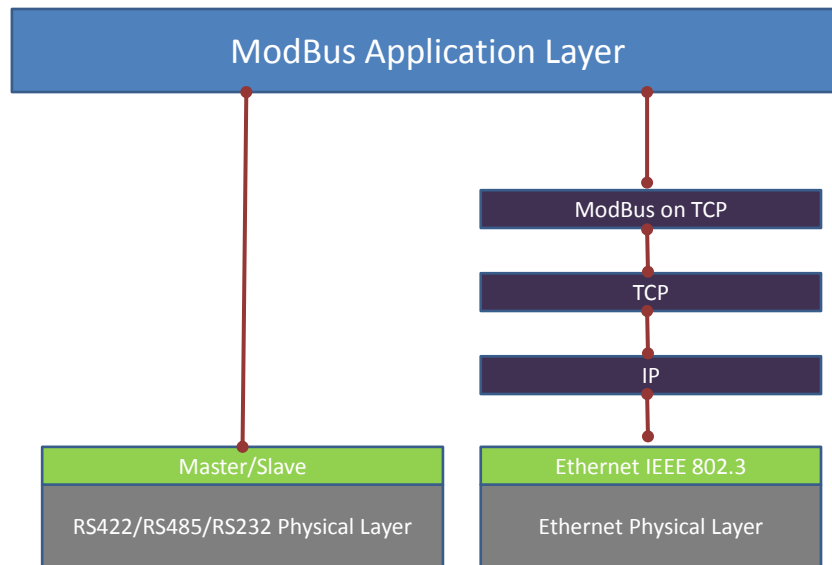 ModBus Application Layer
ModBus on TCP
TCP
IP
Master/Slave
Ethernet IEEE 802.3
RS422/RS485/RS232 Physical Layer
Ethernet Physical Layer